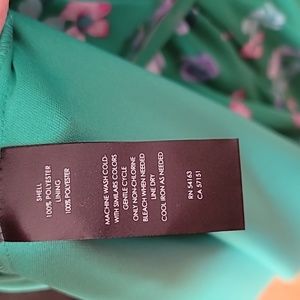 SHELL
100% POLYESTER
LINING
100% POLYESTER
MACHINE WASH COLD-
WITH SIMILARS COLORS
GENTLE CYCLE
ONLY NON-CHLORINE
BLEACH WHEN NEEDED
LINE DRY
COOL IRON AS NEEDED
RN 54163
CA 57151